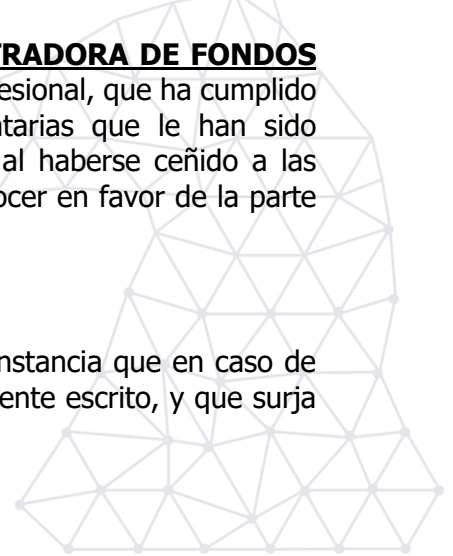 TRADORA DE FONDOS
esional, que ha cumplido
ntarias que le han sido
al haberse ceñido a las
ocer en favor de la parte
nstancia que en caso de
ente escrito, y que surja